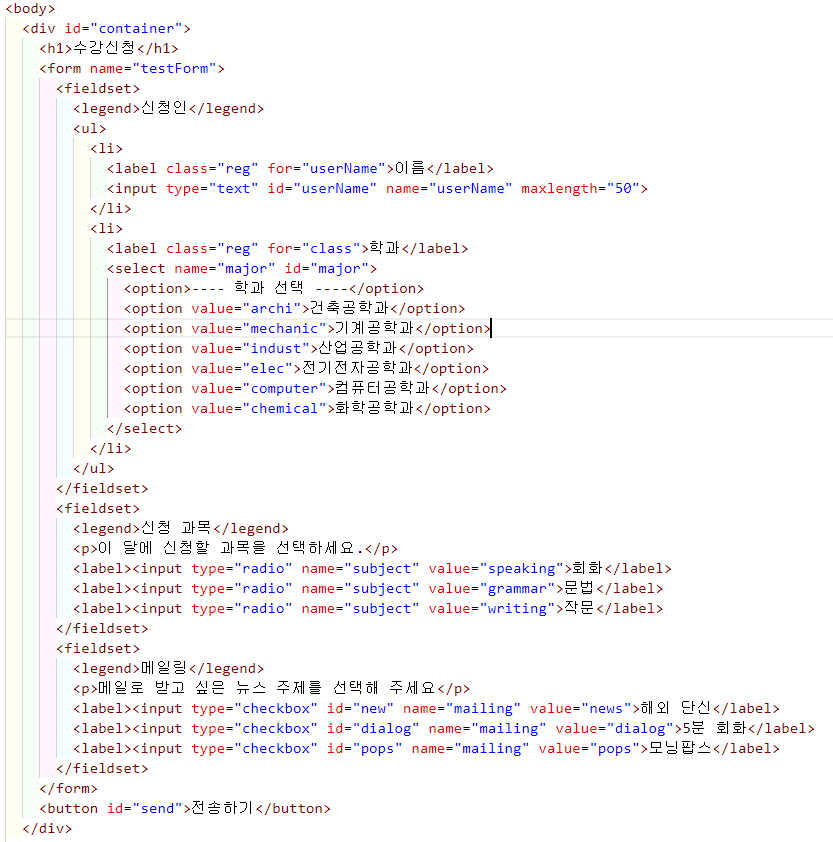 <body>
<div id="container">
<h1>수강신청</h1>
<form name="testForm">
<fieldset>
<legend>신청인</legend>
<ul>
<li>
<label class="reg" for="userName">이름</label>
<input type="text" id="userName" name="userName" maxlength="50">
</li>
<li>
<label class="reg" for="class">학과</label>
<select name="major" id="major">
<option>---- 학과 선택 ----</option>
<option value="archi">건축공학과</option>
<option value="mechanic">기계공학과</option>
<option value="indust">산업공학과</option>
<option value="elec">전기전자공학과</option>
<option value="computer">컴퓨터공학과</option>
<option value="chemical">화학공학과</option>
</select>
</li>
</ul>
</fieldset>
<fieldset>
<legend>신청 과목</legend>
<p>이 달에 신청할 과목을 선택하세요.</p>
<label><input type="radio" name="subject" value="speaking">회화</label>
<label><input type="radio" name="subject" value="grammar">문법</label>
<label><input type="radio" name="subject" value="writing">작문</label>
</fieldset>
<fieldset>
<legend>메일링</legend>
<p>메일로 받고 싶은 뉴스 주제를 선택해 주세요</p>
<label><input type="checkbox" id="new" name="mailing" value="news">해외 단신</label>
<label><input type="checkbox" id="dialog" name="mailing" value="dialog">5분 회화</label>
<label><input type="checkbox" id="pops" name="mailing" value="pops">모닝팝스</label>
</fieldset>
</form>
<button id="send">전송하기</button>
</div>